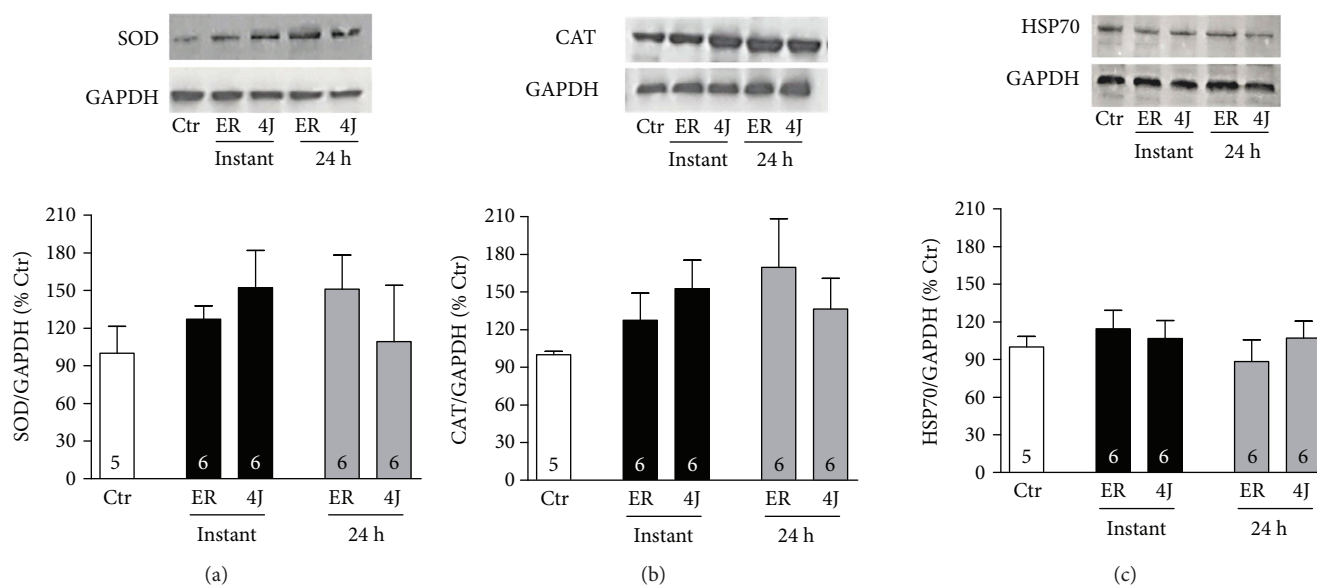 SOD
GAPDH
Ctr ER 4J ER 4J
Instant 24 h
SOD/GAPDH (% Ctr)
210
180
150
120
90
60
30
0
5 6 6 6 6
Ctr ER 4J ER 4J
Instant 24 h
(a)
CAT
GAPDH
Ctr ER 4J ER 4J
Instant 24 h
CAT/GAPDH (% Ctr)
210
180
150
120
90
60
30
0
5 6 6 6 6
Ctr ER 4J ER 4J
Instant 24 h
(b)
HSP70
GAPDH
Ctr ER 4J ER 4J
Instant 24 h
HSP70/GAPDH (% Ctr)
210
180
150
120
90
60
30
0
5 6 6 6 6
Ctr ER 4J ER 4J
Instant 24 h
(c)